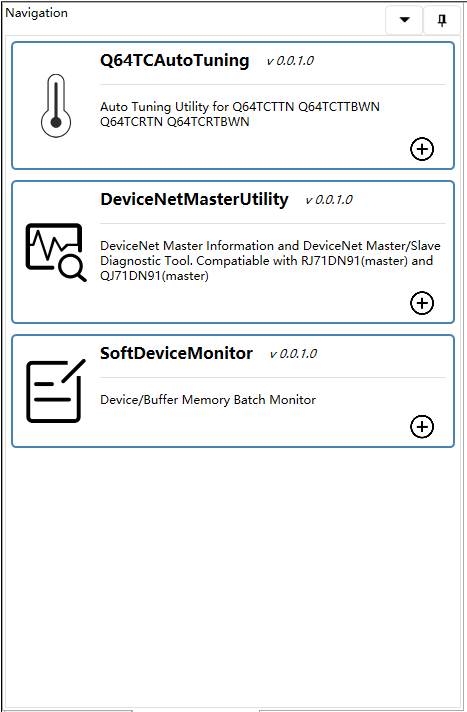 Navigation
Q64TCAutoTuning v 0.0.1.0
Auto Tuning Utility for Q64TCTTN Q64TCTTBWN
Q64TCRTN Q64TCRTBWN
DeviceNetMasterUtility v 0.0.1.0
DeviceNet Master Information and DeviceNet Master/Slave
Diagnostic Tool. Compatiable with RJ71DN91(master) and
QJ71DN91(master)
SoftDeviceMonitor v 0.0.1.0
Device/Buffer Memory Batch Monitor